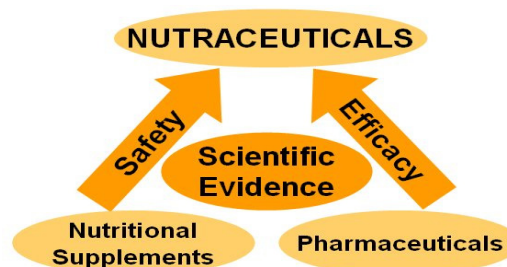 NUTRACEUTICALS
Safety
Efficacy
Scientific
Evidence
Nutritional
Supplements
Pharmaceuticals